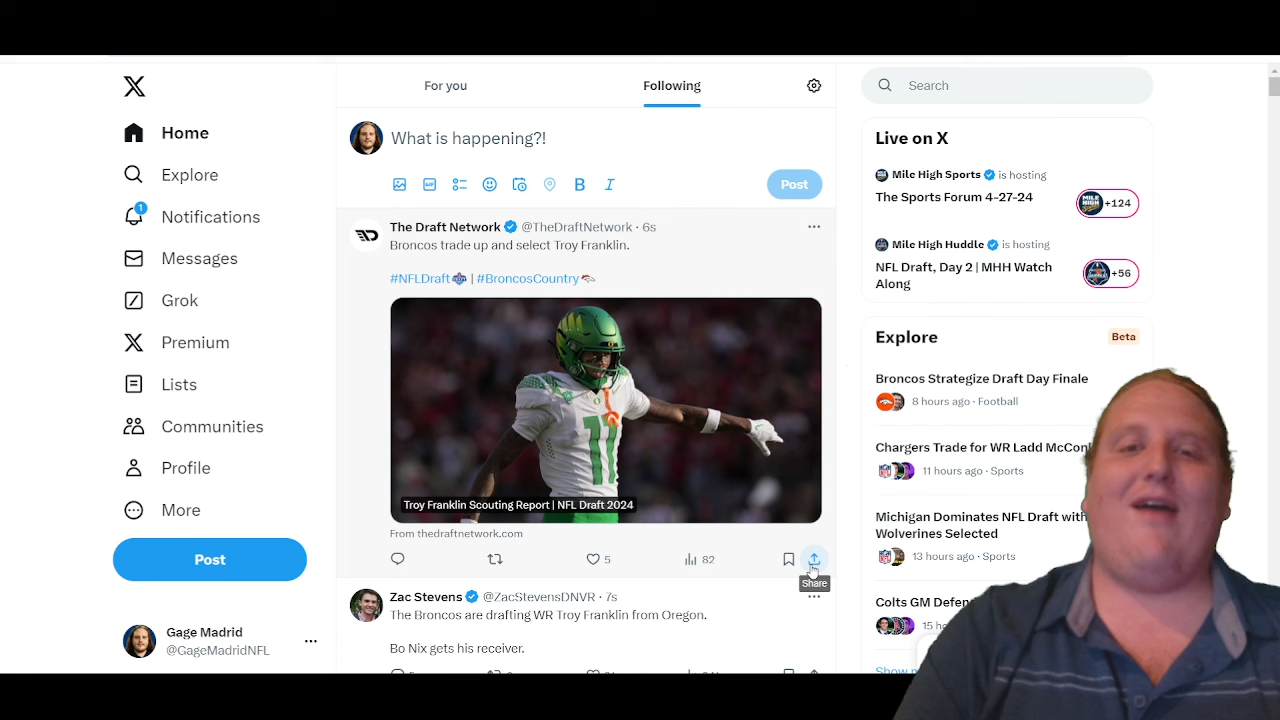 For you
Following
Search
Home
Explore
1
Notifications
Messages
Grok
Premium
Lists
Communities
Profile
More
Post
Gage Madrid
@GageMadridNFL
What is happening?!
GIF
B I
Post
The Draft Network @TheDraftNetwork · 6s
Broncos trade up and select Troy Franklin.
#NFLDraft | #BroncosCountry
11
Troy Franklin Scouting Report | NFL Draft 2024
From thedraftnetwork.com
5
82
Share
Zac Stevens @ZacStevensDNVR · 7s
The Broncos are drafting WR Troy Franklin from Oregon.
Bo Nix gets his receiver.
Live on X
Mile High Sports is hosting
The Sports Forum 4-27-24
+124
Mile High Huddle is hosting
NFL Draft, Day 2 | MHH Watch
Along
+56
Explore
Beta
Broncos Strategize Draft Day Finale
8 hours ago · Football
Chargers Trade for WR Ladd McConk
11 hours ago · Sports
Michigan Dominates NFL Draft with
Wolverines Selected
13 hours ago · Sports
Colts GM Defen
15 h
Show